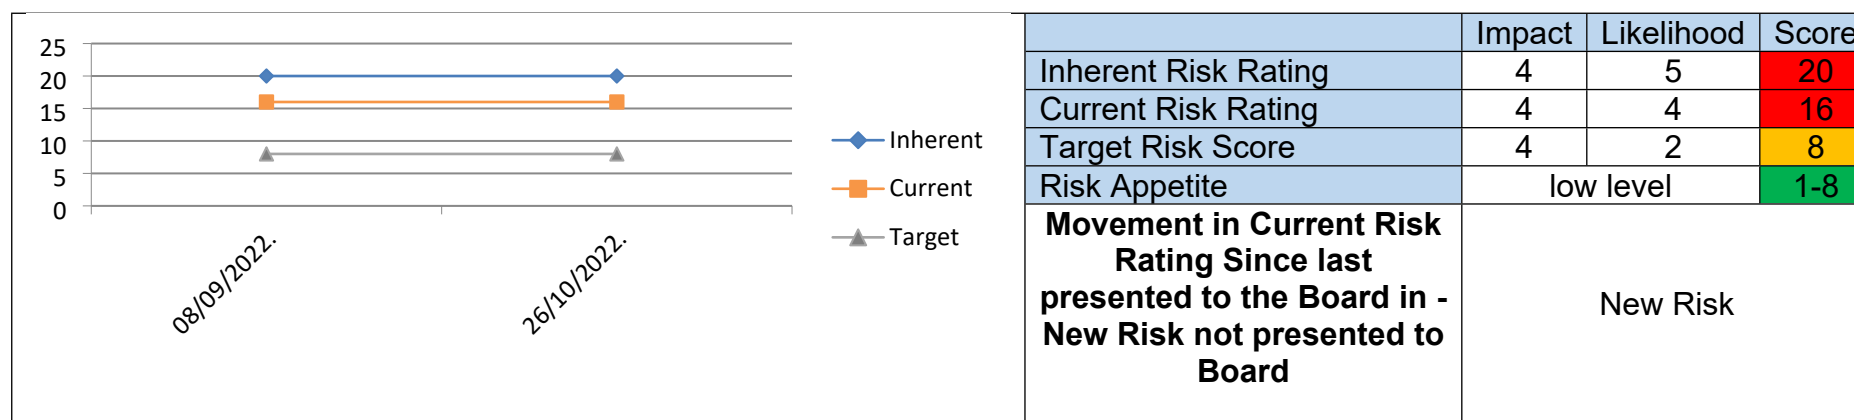 25
20
15
10
5
0
08/09/2022.
26/10/2022.
Inherent
Current
Target
Impact Likelihood Score
Inherent Risk Rating 4 5 20
Current Risk Rating 4 4 16
Target Risk Score 4 2 8
Risk Appetite low level 1-8
Movement in Current Risk
Rating Since last
presented to the Board in -
New Risk not presented to
Board
New Risk